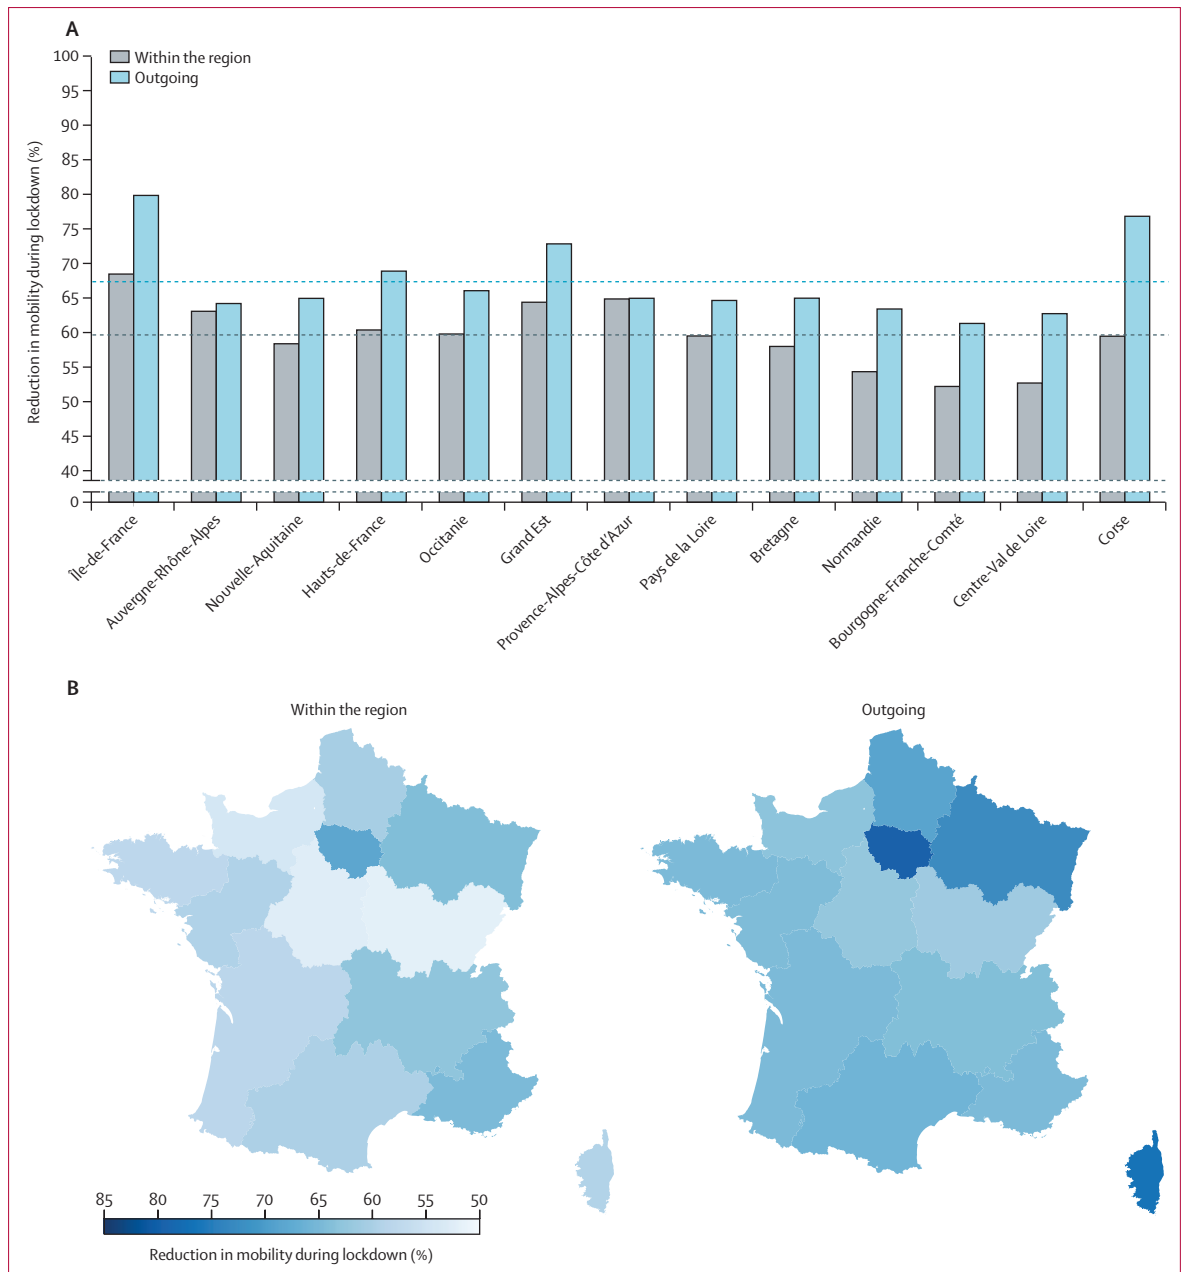 A
Within the region
Outgoing
Reduction in mobility during lockdown (%)
100
95
90
85
80
75
70
65
60
55
50
45
40
0
Île-de-France
Auvergne-Rhône-Alpes
Nouvelle-Aquitaine
Hauts-de-France
Occitanie
Grand Est
Provence-Alpes-Côte d'Azur
Pays de la Loire
Bretagne
Normandie
Bourgogne-Franche-Comté
Centre-Val de Loire
Corse
B
Within the region
Outgoing
85 80 75 70 65 60 55 50
Reduction in mobility during lockdown (%)